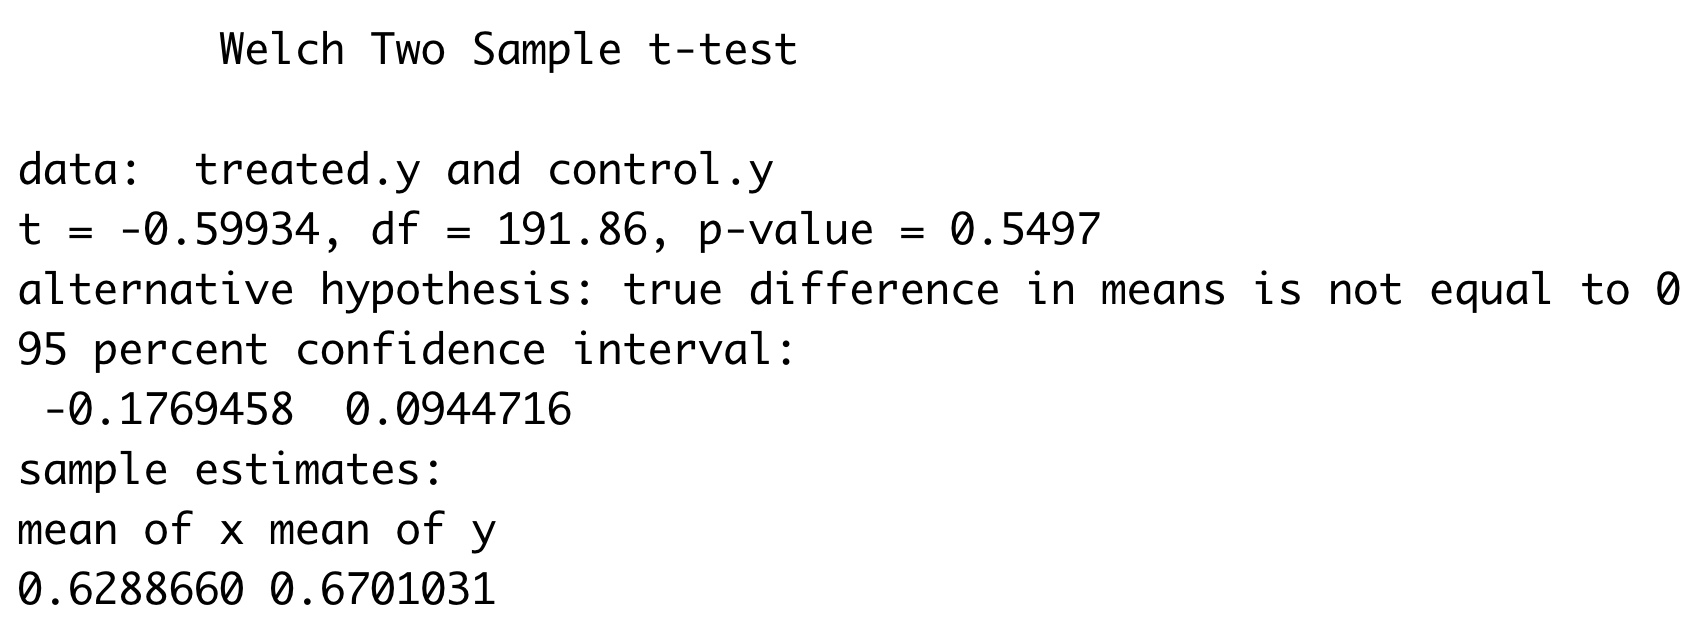 Welch Two Sample t-test
data:  treated.y and control.y
t = -0.59934, df = 191.86, p-value = 0.5497
alternative hypothesis: true difference in means is not equal to 0
95 percent confidence interval:
-0.1769458  0.0944716
sample estimates:
mean of x mean of y
0.6288660 0.6701031